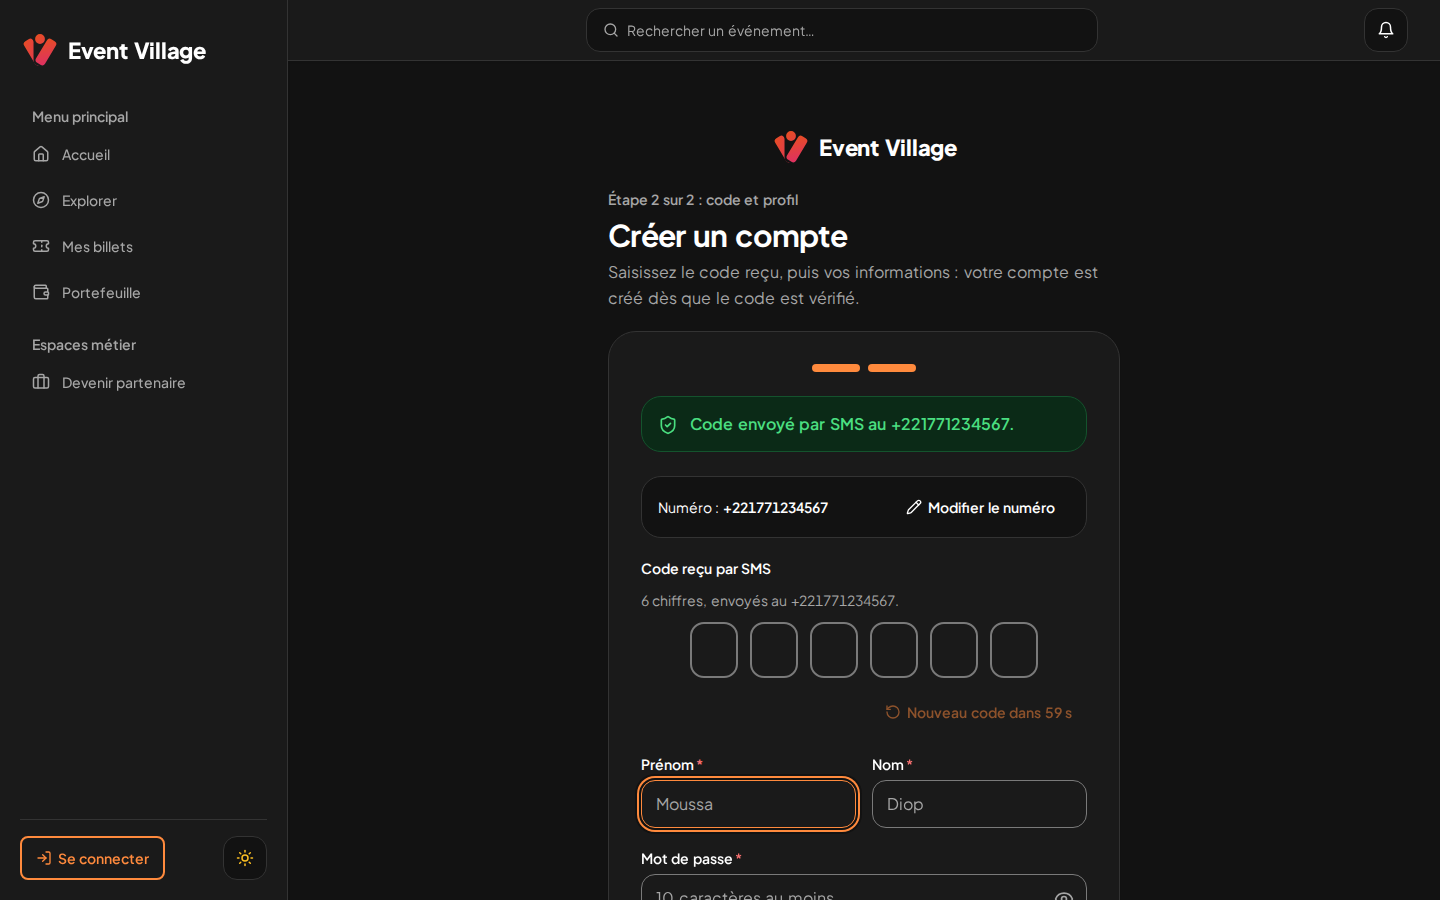 Event Village
Rechercher un événement...
Menu principal
Accueil
Explorer
Mes billets
Portefeuille
Espaces métier
Devenir partenaire
Se connecter
Event Village
Étape 2 sur 2 : code et profil
Créer un compte
Saisissez le code reçu, puis vos informations : votre compte est
créé dès que le code est vérifié.
Code envoyé par SMS au +221771234567.
Numéro : +221771234567
Modifier le numéro
Code reçu par SMS
6 chiffres, envoyés au +221771234567.
Nouveau code dans 59 s
Prénom *
Nom *
Moussa
Diop
Mot de passe *
10 caractères au moins